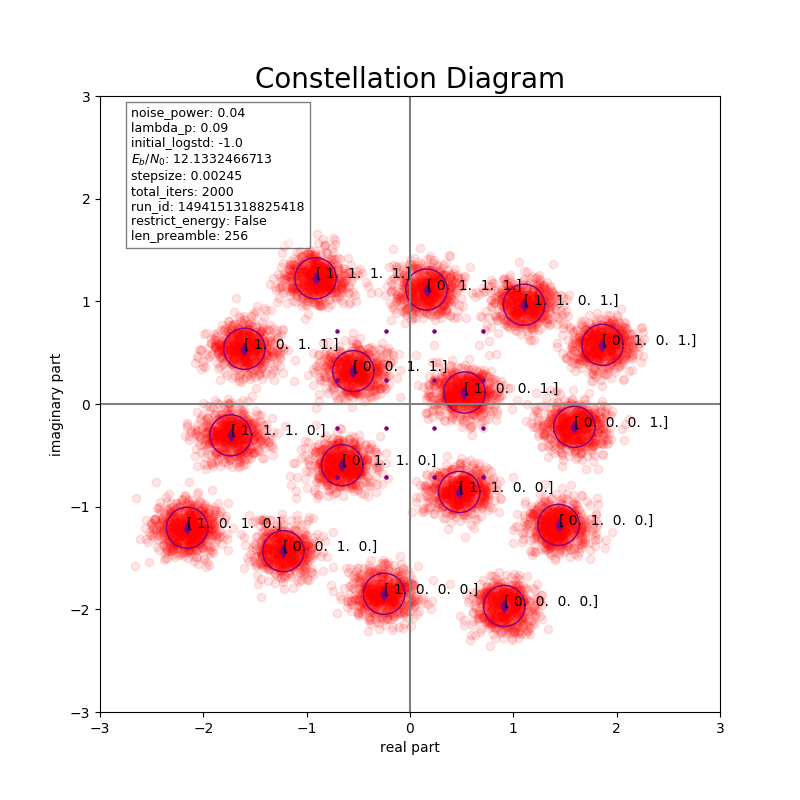 Constellation Diagram
noise_power: 0.04
lambda_p: 0.09
initial_logstd: -1.0
E_b/N_0: 12.1332466713
stepsize: 0.00245
total_iters: 2000
run_id: 1494151318825418
restrict_energy: False
len_preamble: 256
3
2
1
0
−1
−2
−3
imaginary part
[ 1. 1. 1. 1.]
[ 0. 1. 1. 1.]
[ 1. 1. 0. 1.]
[ 1. 0. 1. 1.]
[ 0. 1. 0. 1.]
[ 0. 0. 1. 1.]
[ 1. 0. 0. 1.]
[ 0. 0. 0. 1.]
[ 1. 1. 1. 0.]
[ 0. 1. 1. 0.]
[ 1. 1. 0. 0.]
[ 1. 0. 1. 0.]
[ 0. 1. 0. 0.]
[ 0. 0. 1. 0.]
[ 1. 0. 0. 0.]
[ 0. 0. 0. 0.]
−3 −2 −1 0 1 2 3
real part